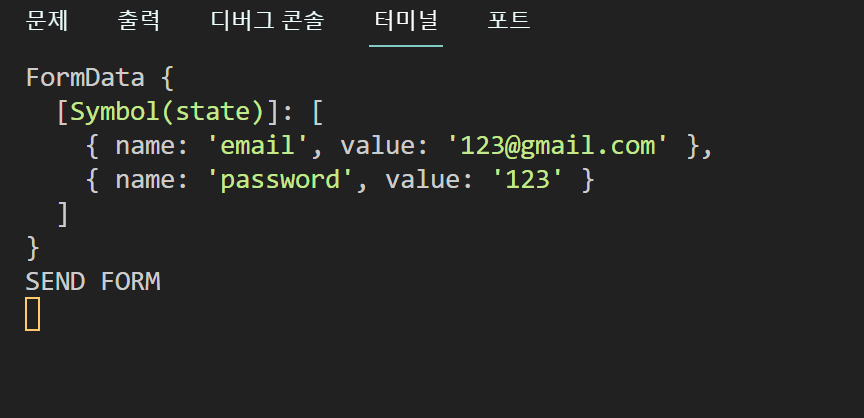 문제 출력 디버그 콘솔 터미널 포트
FormData {
  [Symbol(state)]: [
    { name: 'email', value: '123@gmail.com' },
    { name: 'password', value: '123' }
  ]
}
SEND FORM